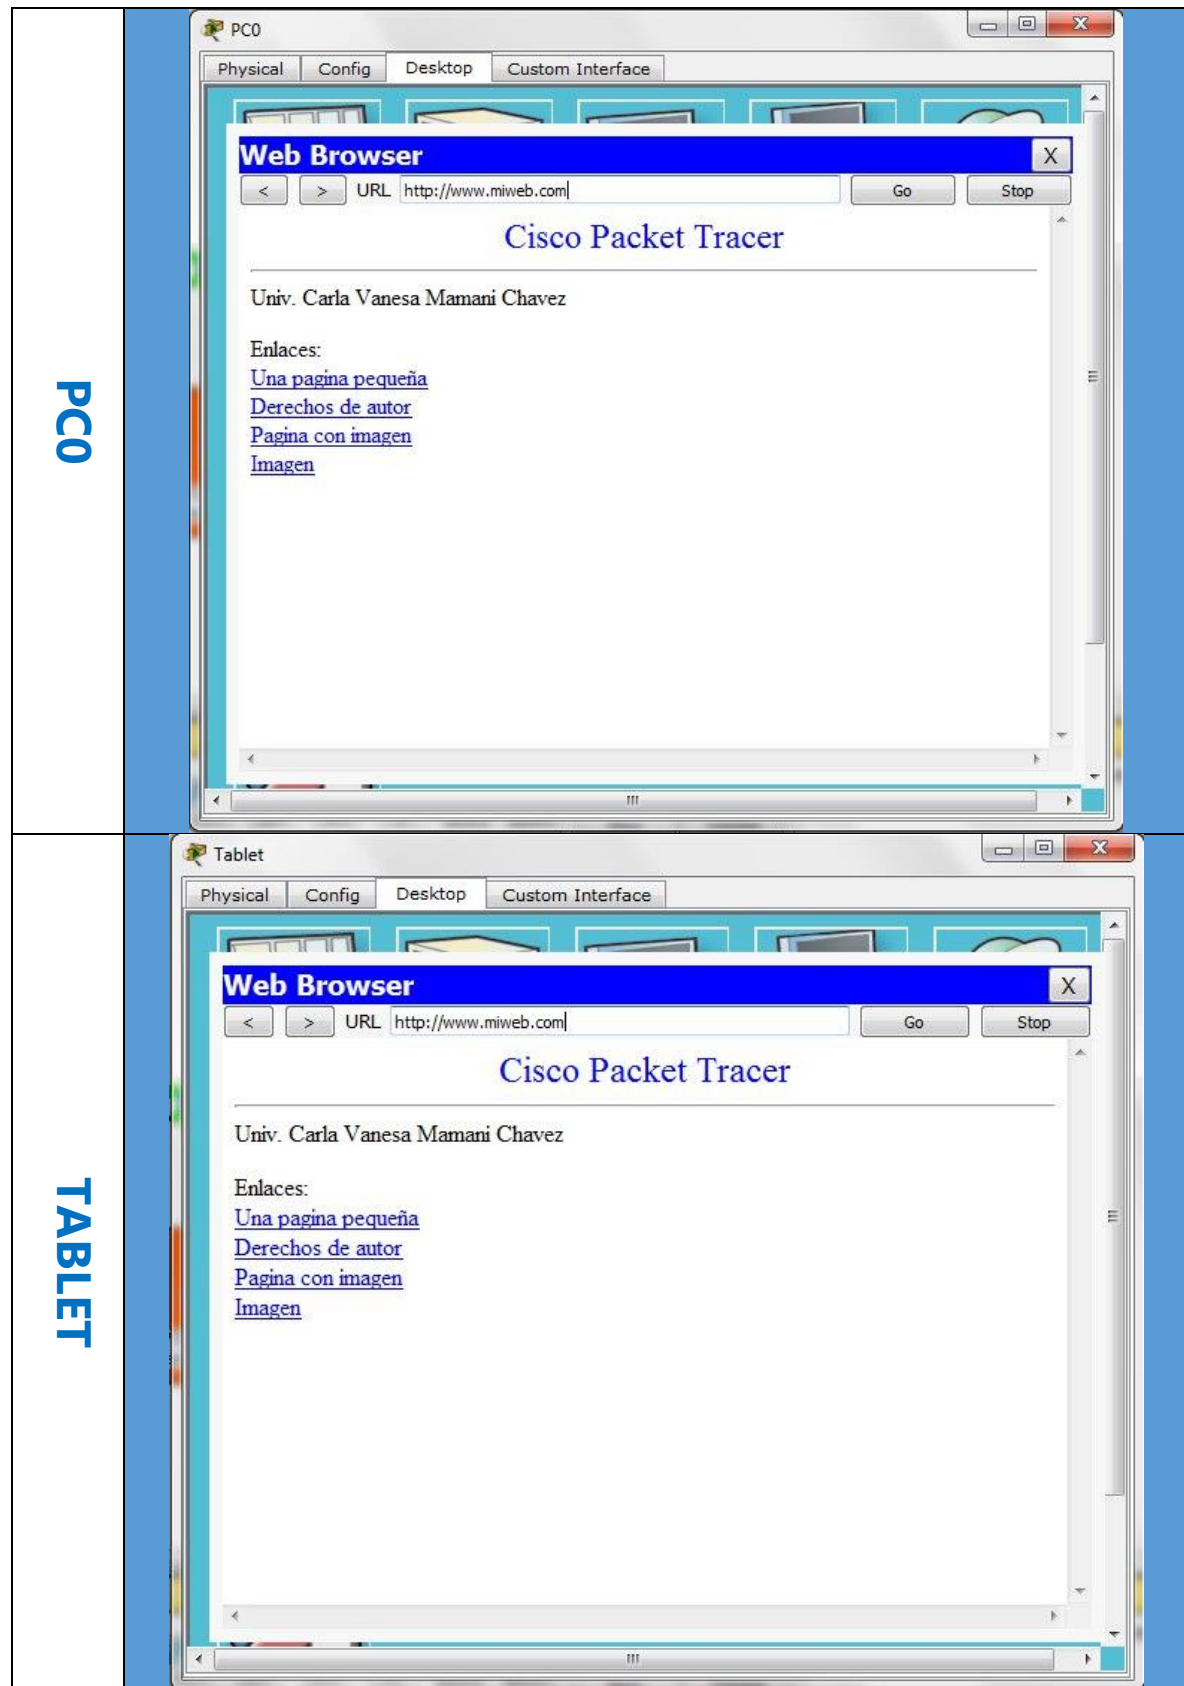 PC0
PC0
Physical Config Desktop Custom Interface
Web Browser X
< > URL http://www.miweb.com Go Stop
Cisco Packet Tracer
Univ. Carla Vanesa Mamani Chavez
Enlaces:
Una pagina pequeña
Derechos de autor
Pagina con imagen
Imagen
TABLET
Tablet
Physical Config Desktop Custom Interface
Web Browser X
< > URL http://www.miweb.com Go Stop
Cisco Packet Tracer
Univ. Carla Vanesa Mamani Chavez
Enlaces:
Una pagina pequeña
Derechos de autor
Pagina con imagen
Imagen